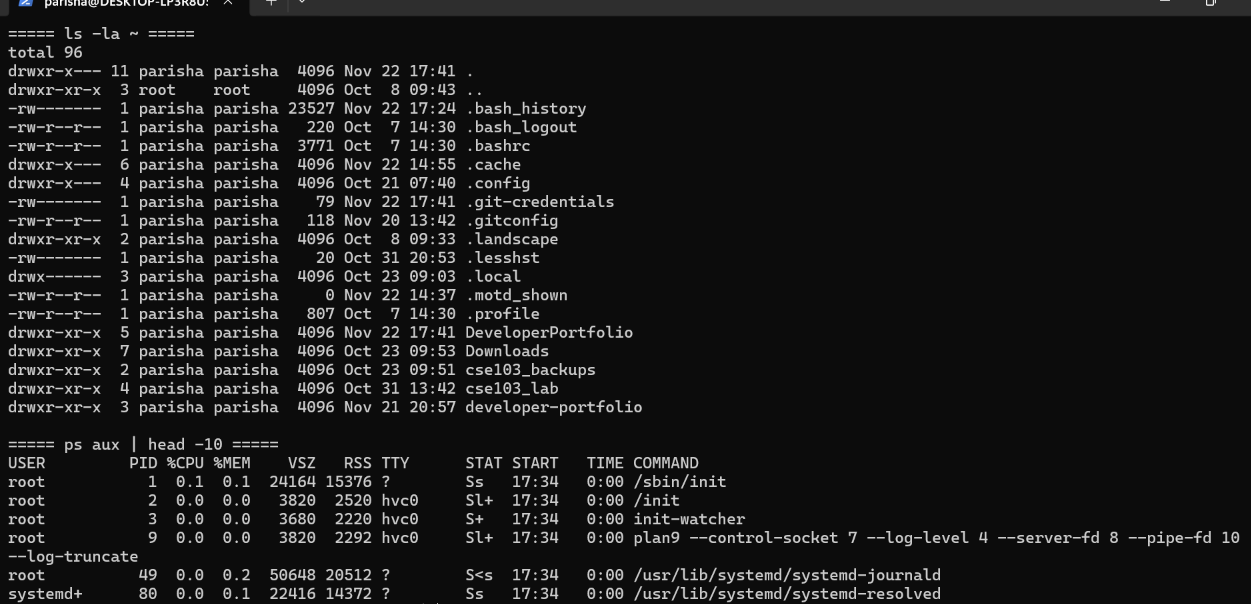 parisha@DESKTOP-LP3R8U:
===== ls -la ~ =====
total 96
drwxr-x--- 11 parisha parisha  4096 Nov 22 17:41 .
drwxr-xr-x  3 root    root     4096 Oct  8 09:43 ..
-rw-------  1 parisha parisha 23527 Nov 22 17:24 .bash_history
-rw-r--r--  1 parisha parisha   220 Oct  7 14:30 .bash_logout
-rw-r--r--  1 parisha parisha  3771 Oct  7 14:30 .bashrc
drwxr-x---  6 parisha parisha  4096 Nov 22 14:55 .cache
drwxr-x---  4 parisha parisha  4096 Oct 21 07:40 .config
-rw-------  1 parisha parisha    79 Nov 22 17:41 .git-credentials
-rw-r--r--  1 parisha parisha   118 Nov 20 13:42 .gitconfig
drwxr-xr-x  2 parisha parisha  4096 Oct  8 09:33 .landscape
-rw-------  1 parisha parisha    20 Oct 31 20:53 .lesshst
drwx------  3 parisha parisha  4096 Oct 23 09:03 .local
-rw-r--r--  1 parisha parisha     0 Nov 22 14:37 .motd_shown
-rw-r--r--  1 parisha parisha   807 Oct  7 14:30 .profile
drwxr-xr-x  5 parisha parisha  4096 Nov 22 17:41 DeveloperPortfolio
drwxr-xr-x  7 parisha parisha  4096 Oct 23 09:53 Downloads
drwxr-xr-x  2 parisha parisha  4096 Oct 23 09:51 cse103_backups
drwxr-xr-x  4 parisha parisha  4096 Oct 31 13:42 cse103_lab
drwxr-xr-x  3 parisha parisha  4096 Nov 21 20:57 developer-portfolio
===== ps aux | head -10 =====
USER         PID %CPU %MEM    VSZ   RSS TTY      STAT START   TIME COMMAND
root           1  0.1  0.1  24164 15376 ?        Ss   17:34   0:00 /sbin/init
root           2  0.0  0.0   3820  2520 hvc0     Sl+  17:34   0:00 /init
root           3  0.0  0.0   3680  2220 hvc0     S+   17:34   0:00 init-watcher
root           9  0.0  0.0   3820  2292 hvc0     Sl+  17:34   0:00 plan9 --control-socket 7 --log-level 4 --server-fd 8 --pipe-fd 10
--log-truncate
root          49  0.0  0.2  50648 20512 ?        S<s  17:34   0:00 /usr/lib/systemd/systemd-journald
systemd+      80  0.0  0.1  22416 14372 ?        Ss   17:34   0:00 /usr/lib/systemd/systemd-resolved